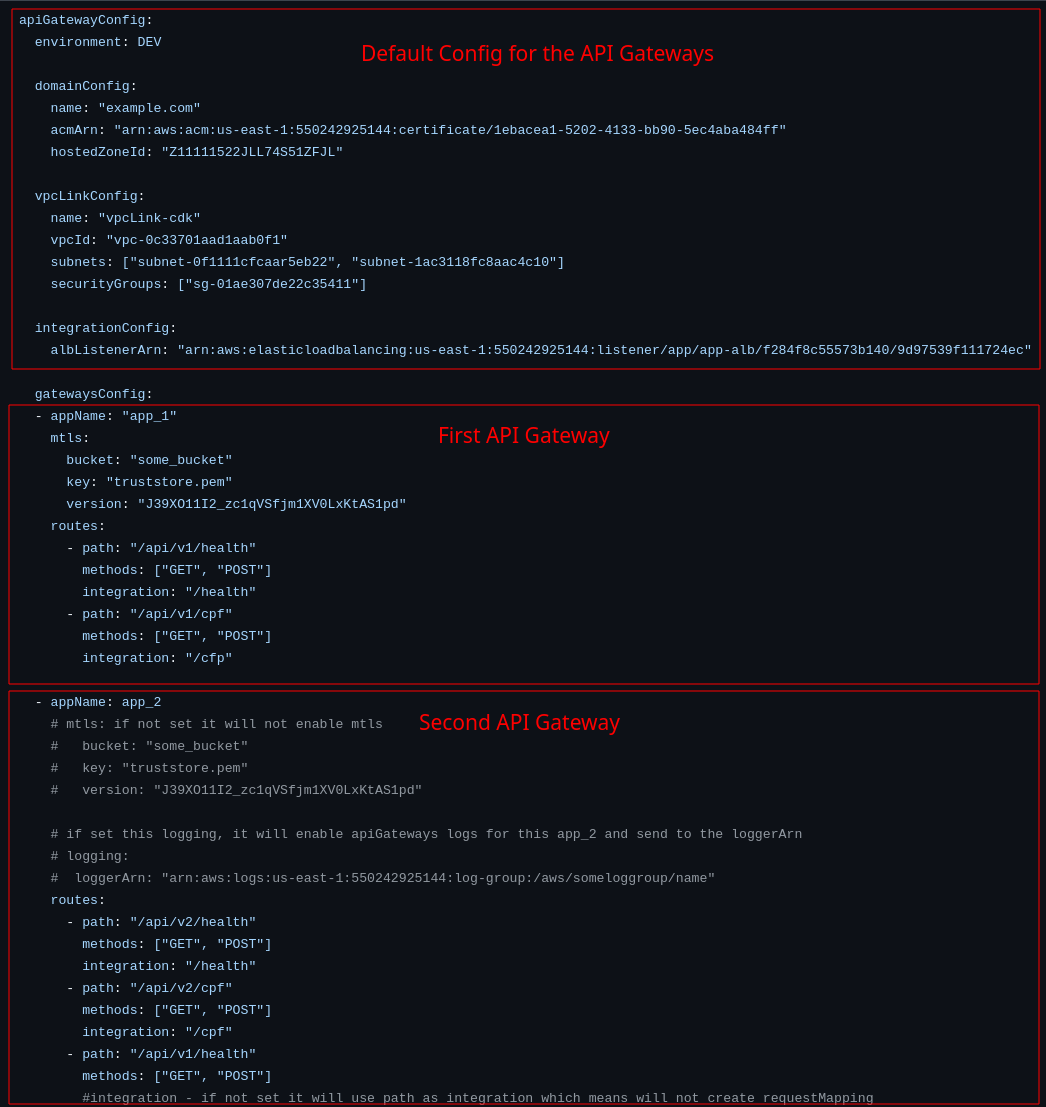 apiGatewayConfig:
environment: DEV
Default Config for the API Gateways
domainConfig:
name: "example.com"
acmArn: "arn:aws:acm:us-east-1:550242925144:certificate/1ebacea1-5202-4133-bb90-5ec4aba484ff"
hostedZoneId: "Z11111522JLL74S51ZFJL"
vpcLinkConfig:
name: "vpcLink-cdk"
vpcId: "vpc-0c33701aad1aab0f1"
subnets: ["subnet-0f1111cfcaar5eb22", "subnet-1ac3118fc8aac4c10"]
securityGroups: ["sg-01ae307de22c35411"]
integrationConfig:
albListenerArn: "arn:aws:elasticloadbalancing:us-east-1:550242925144:listener/app/app-alb/f284f8c55573b140/9d97539f111724ec"
gatewaysConfig:
- appName: "app_1"
First API Gateway
mtls:
bucket: "some_bucket"
key: "truststore.pem"
version: "J39XO11I2_zc1qVSfjm1XV0LxKtAS1pd"
routes:
- path: "/api/v1/health"
methods: ["GET", "POST"]
integration: "/health"
- path: "/api/v1/cpf"
methods: ["GET", "POST"]
integration: "/cfp"
- appName: app_2
# mtls: if not set it will not enable mtls
Second API Gateway
#   bucket: "some_bucket"
#   key: "truststore.pem"
#   version: "J39XO11I2_zc1qVSfjm1XV0LxKtAS1pd"
# if set this logging, it will enable apiGateways logs for this app_2 and send to the loggerArn
# logging:
#  loggerArn: "arn:aws:logs:us-east-1:550242925144:log-group:/aws/someloggroup/name"
routes:
- path: "/api/v2/health"
methods: ["GET", "POST"]
integration: "/health"
- path: "/api/v2/cpf"
methods: ["GET", "POST"]
integration: "/cpf"
- path: "/api/v1/health"
methods: ["GET", "POST"]
#integration - if not set it will use path as integration which means will not create requestMapping